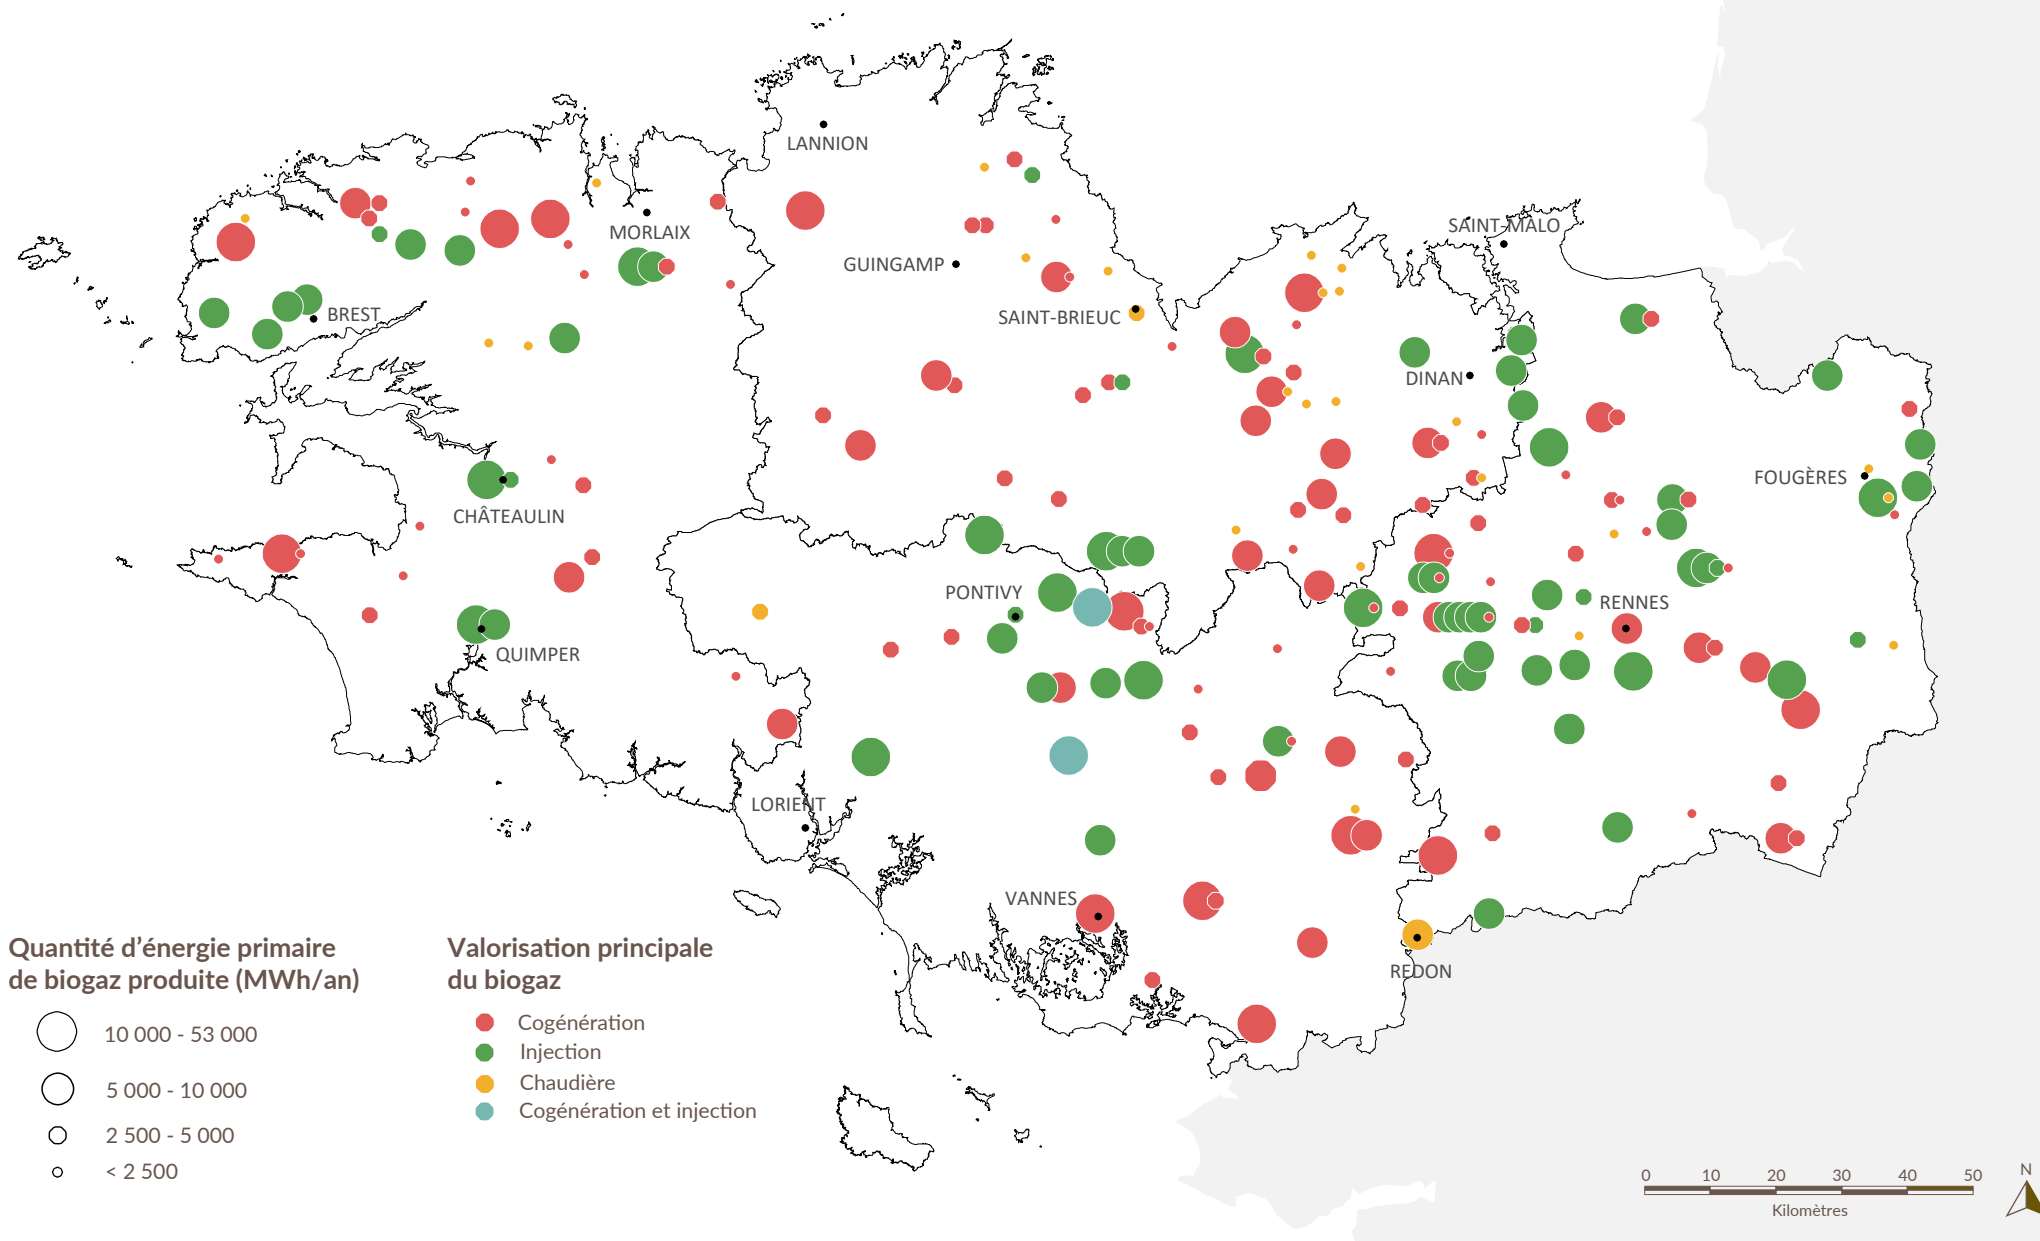 LANNION
SAINT-MALO
MORLAIX
GUINGAMP
BREST
SAINT-BRIEUC
DINAN
FOUGÈRES
CHÂTEAULIN
PONTIVY
RENNES
QUIMPER
LORIENT
VANNES
REDON
Quantité d'énergie primaire
de biogaz produite (MWh/an)
10 000 - 53 000
5 000 - 10 000
2 500 - 5 000
< 2 500
Valorisation principale
du biogaz
Cogénération
Injection
Chaudière
Cogénération et injection
0 10 20 30 40 50
Kilomètres
N